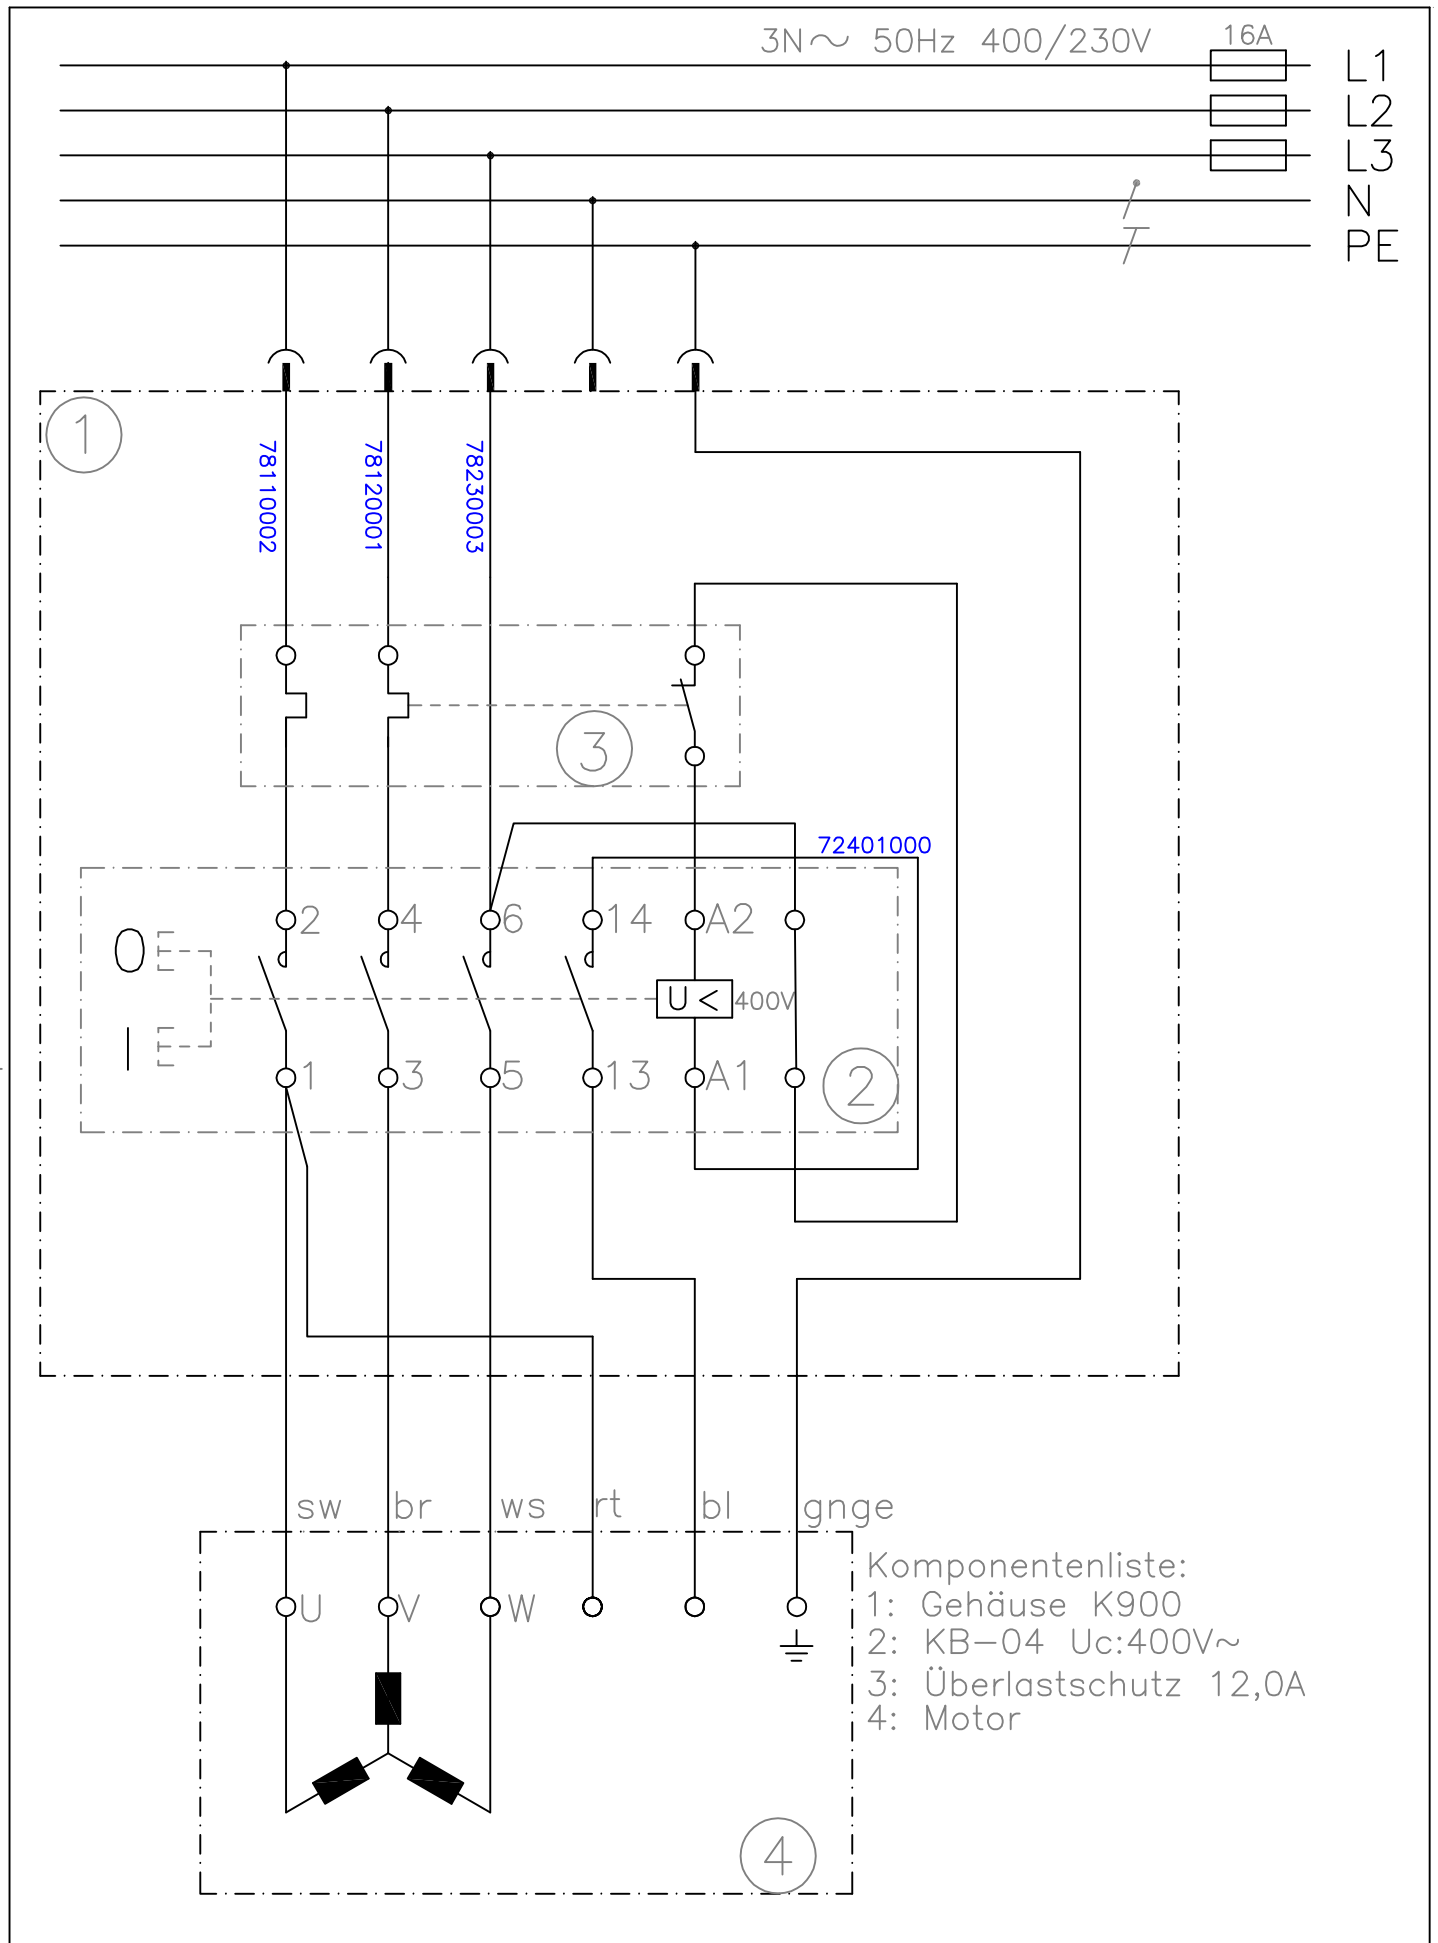 3N～ 50Hz 400/230V
16A
L1
L2
L3
N
PE
1
78110002
78120001
78230003
3
72401000
2
4
6
14
A2
0
U<
400V
I
1
3
5
13
A1
2
sw
br
ws
rt
bl
gnge
U
V
W
Komponentenliste:
1: Gehäuse K900
2: KB-04 Uc:400V~
3: Überlastschutz 12,0A
4: Motor
4